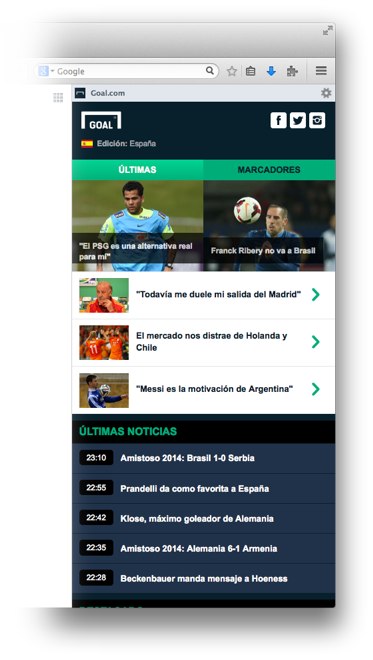 Google
Goal.com
GOAL
Edición: España
ÚLTIMAS
MARCADORES
"El PSG es una alternativa real
para mí"
Franck Ribery no va a Brasil
"Todavía me duele mi salida del Madrid"
El mercado nos distrae de Holanda y
Chile
"Messi es la motivación de Argentina"
ÚLTIMAS NOTICIAS
23:10 Amistoso 2014: Brasil 1-0 Serbia
22:55 Prandelli da como favorita a España
22:42 Klose, máximo goleador de Alemania
22:35 Amistoso 2014: Alemania 6-1 Armenia
22:28 Beckenbauer manda mensaje a Hoeness